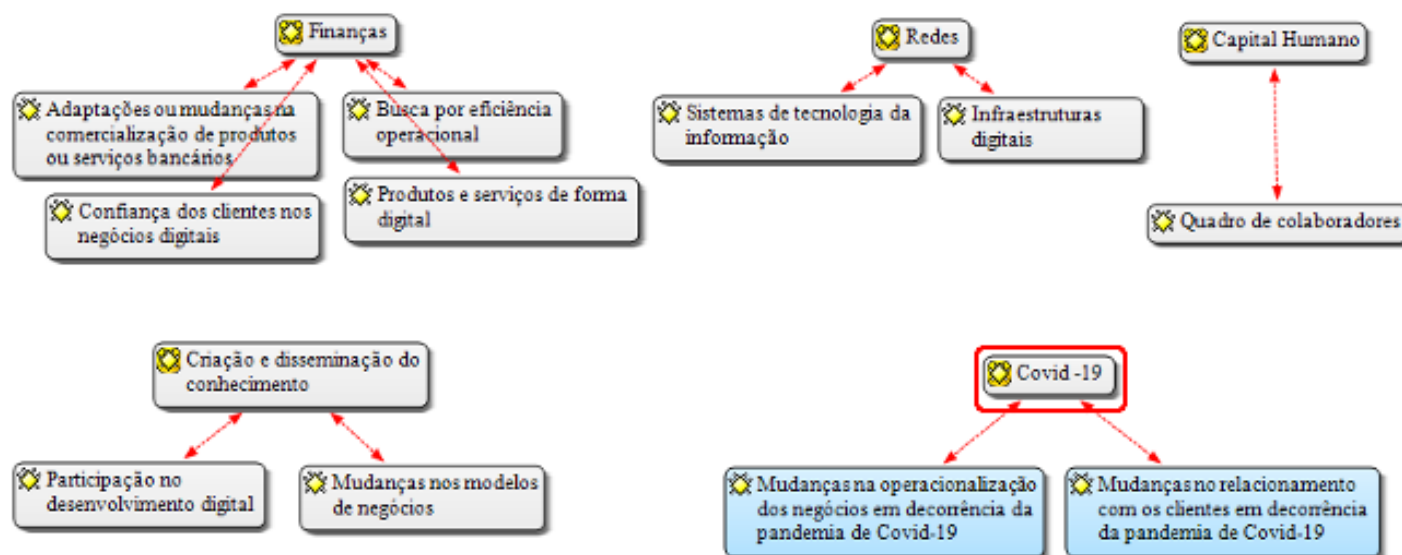 Finanças
Adaptações ou mudanças na
comercialização de produtos
ou serviços bancários
Busca por eficiência
operacional
Confiança dos clientes nos
negócios digitais
Produtos e serviços de forma
digital
Redes
Sistemas de tecnologia da
informação
Infraestruturas
digitais
Capital Humano
Quadro de colaboradores
Criação e disseminação do
conhecimento
Participação no
desenvolvimento digital
Mudanças nos modelos
de negócios
Covid -19
Mudanças na operacionalização
dos negócios em decorrência da
pandemia de Covid-19
Mudanças no relacionamento
com os clientes em decorrência
da pandemia de Covid-19